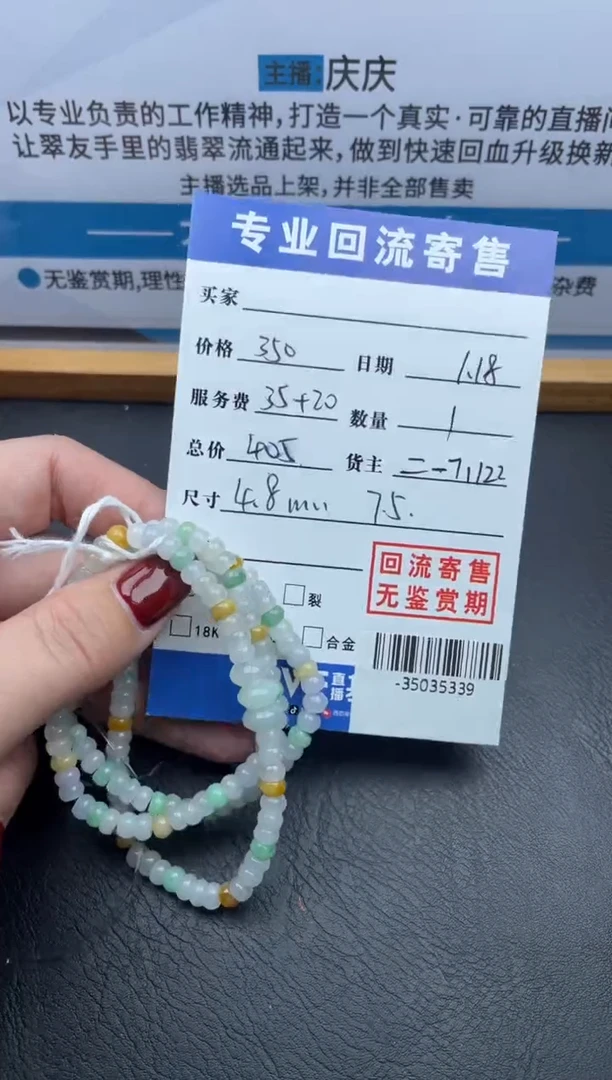 主播:庆庆
以专业负责的工作精神,打造一个真实·可靠的直播
让翠友手里的翡翠流通起来,做到快速回血升级换新
主播选品上架,并非全部售卖
无鉴赏期,理性
杂费
专业回流寄售
买家
价格 350 日期 1.18
服务费 35+20 数量 1
总价 405 货主
尺寸 4.8mm 75.
回流寄售
无鉴赏期
裂
18K 合金
直
播
-35035339